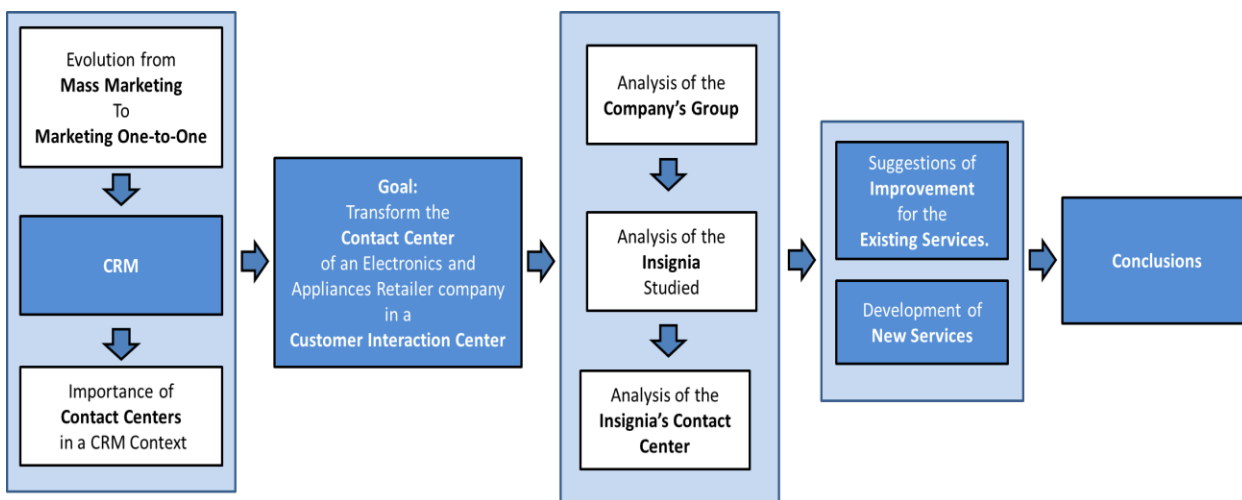 Evolution from
Mass Marketing
To
Marketing One-to-One
CRM
Importance of
Contact Centers
in a CRM Context
Goal:
Transform the
Contact Center
of an Electronics and
Appliances Retailer company
in a
Customer Interaction Center
Analysis of the
Company's Group
Analysis of the
Insignia
Studied
Analysis of the
Insignia's Contact
Center
Suggestions of
Improvement
for the
Existing Services.
Development of
New Services
Conclusions